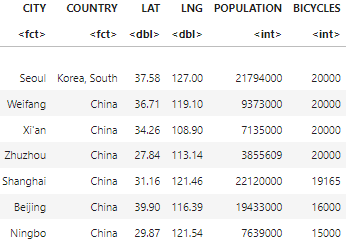 CITY COUNTRY LAT LNG POPULATION BICYCLES
<fct> <fct> <dbl> <dbl> <int> <int>
Seoul Korea, South 37.58 127.00 21794000 20000
Weifang China 36.71 119.10 9373000 20000
Xi'an China 34.26 108.90 7135000 20000
Zhuzhou China 27.84 113.14 3855609 20000
Shanghai China 31.16 121.46 22120000 19165
Beijing China 39.90 116.39 19433000 16000
Ningbo China 29.87 121.54 7639000 15000